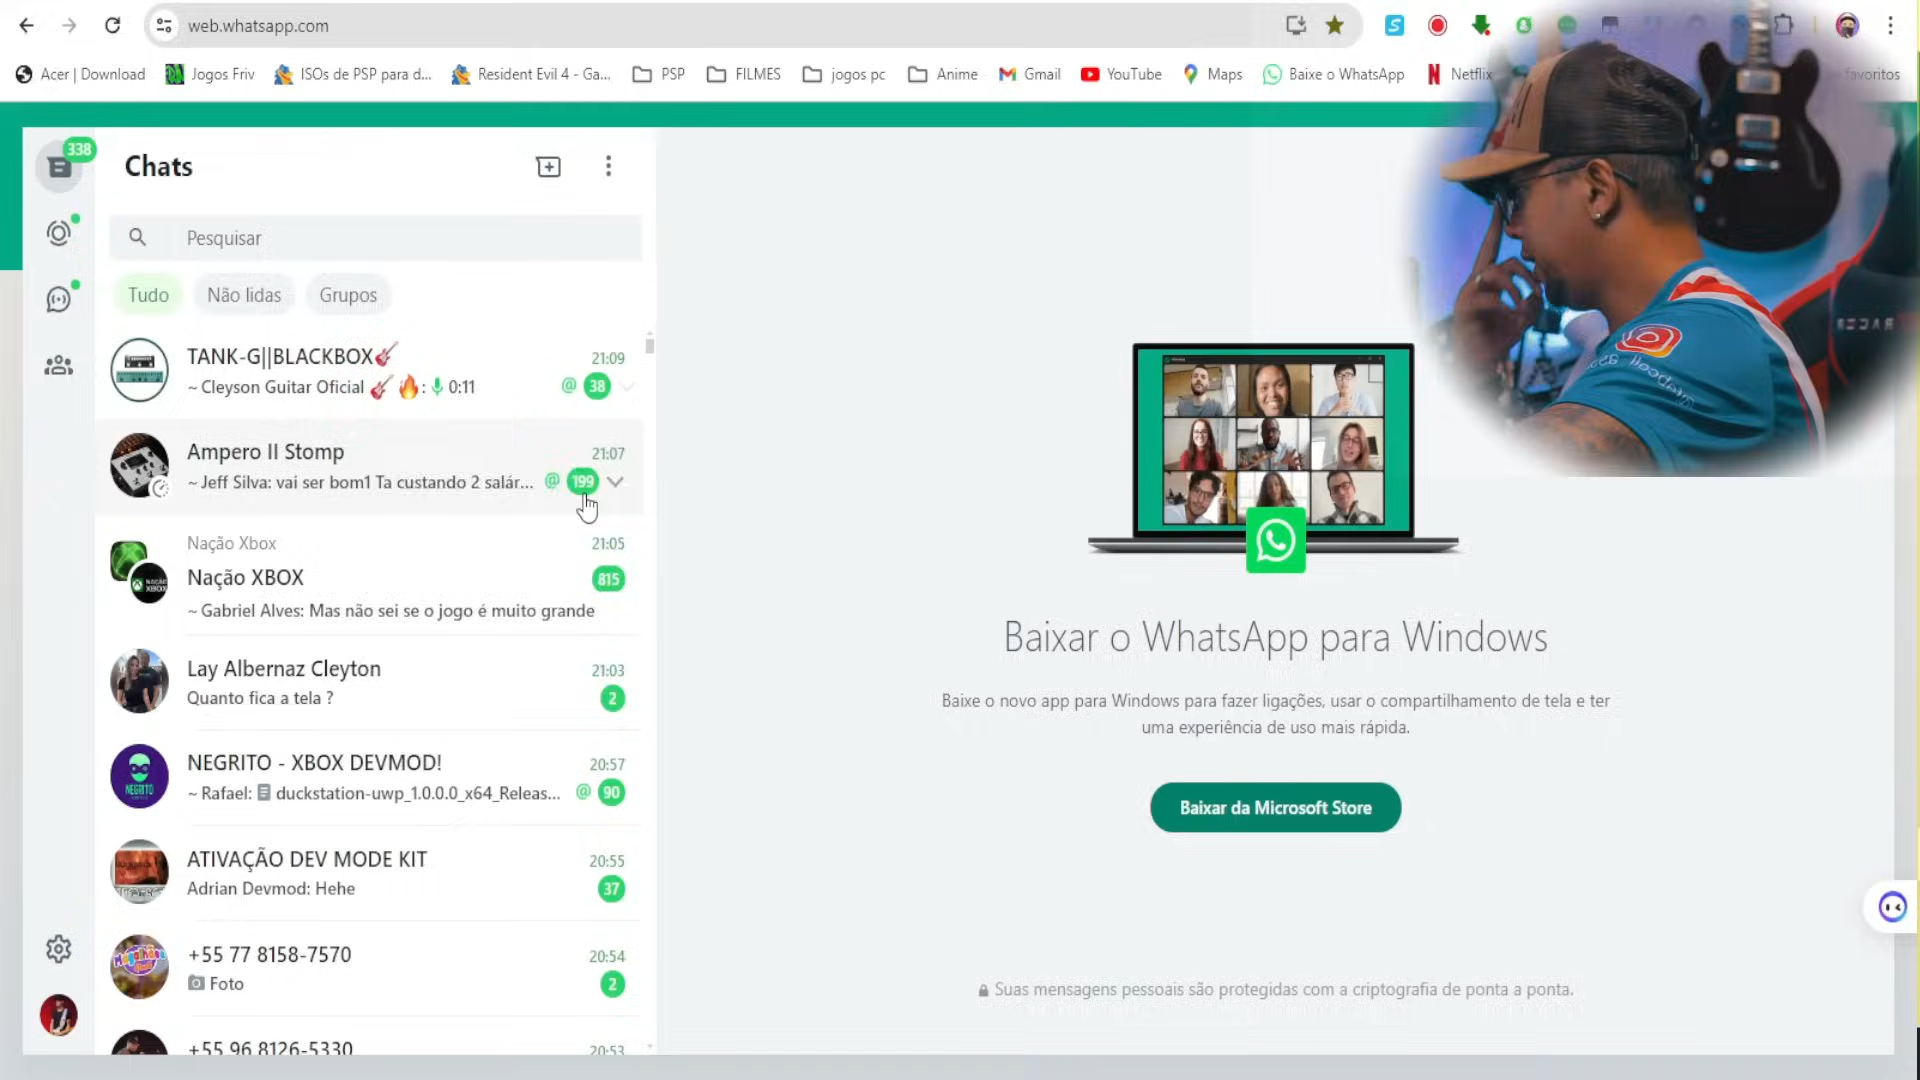 web.whatsapp.com
Acer | Download
Jogos Friv
ISOs de PSP para d...
Resident Evil 4 - Ga...
PSP
FILMES
jogos pc
Anime
Gmail
YouTube
Maps
Baixe o WhatsApp
Netflix
favoritos
338
Chats
Pesquisar
Tudo
Não lidas
Grupos
TANK-G||BLACKBOX🎸
21:09
~ Cleyson Guitar Oficial 🎸🔥: 0:11
@ 38
Ampero II Stomp
21:07
~ Jeff Silva: vai ser bom1 Ta custando 2 salár...
@ 199
Nação Xbox
21:05
Nação XBOX
815
~ Gabriel Alves: Mas não sei se o jogo é muito grande
Lay Albernaz Cleyton
21:03
Quanto fica a tela ?
2
NEGRITO - XBOX DEVMOD!
20:57
~ Rafael: duckstation-uwp_1.0.0.0_x64_Releas...
@ 90
ATIVAÇÃO DEV MODE KIT
20:55
Adrian Devmod: Hehe
37
+55 77 8158-7570
20:54
Foto
2
+55 96 8126-5330
20:53
NEGRITO
NAÇÃO
XBOX
Baixar o WhatsApp para Windows
Baixe o novo app para Windows para fazer ligações, usar o compartilhamento de tela e ter
uma experiência de uso mais rápida.
Baixar da Microsoft Store
Suas mensagens pessoais são protegidas com a criptografia de ponta a ponta.